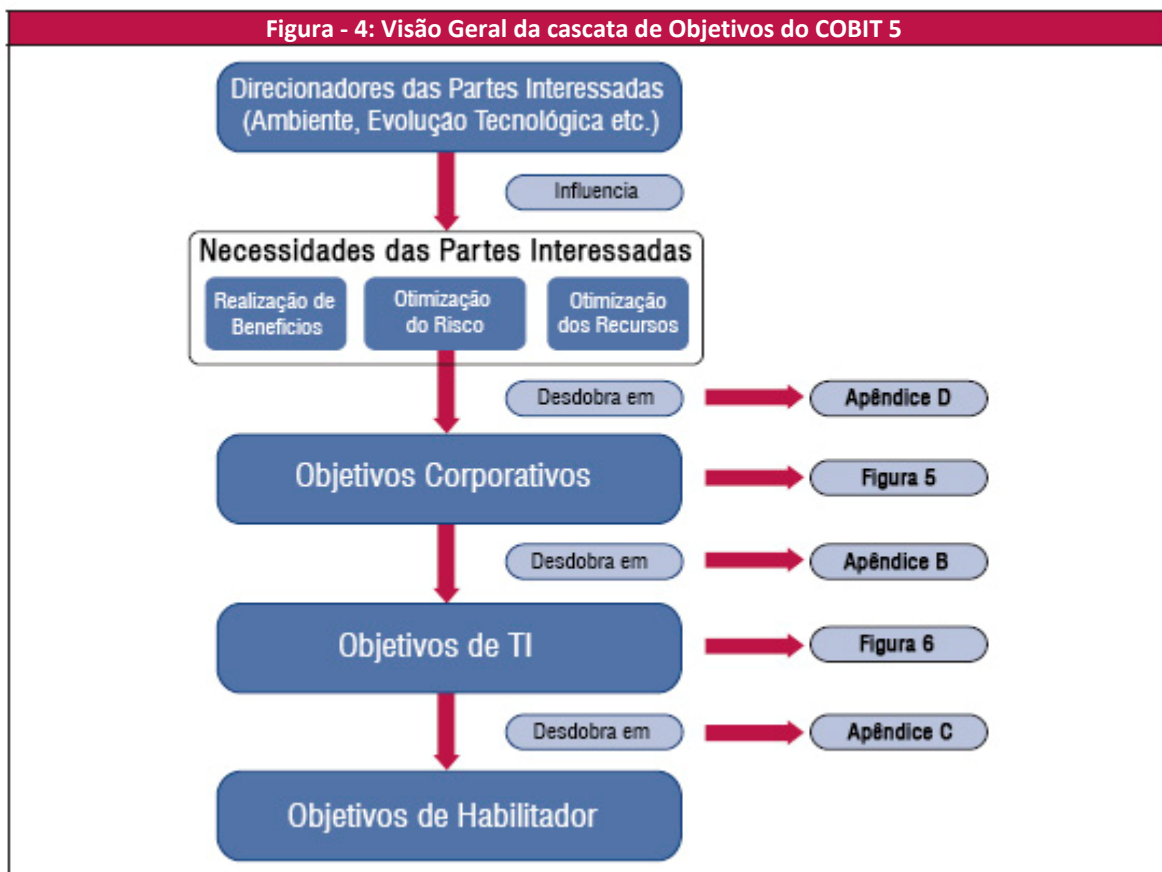 Figura - 4: Visão Geral da cascata de Objetivos do COBIT 5
Direcionadores das Partes Interessadas
(Ambiente, Evolução Tecnológica etc.)
Influencia
Necessidades das Partes Interessadas
Realização de
Beneficios
Otimização
do Risco
Otimização
dos Recursos
Desdobra em
Apêndice D
Objetivos Corporativos
Figura 5
Desdobra em
Apêndice B
Objetivos de TI
Figura 6
Desdobra em
Apêndice C
Objetivos de Habilitador